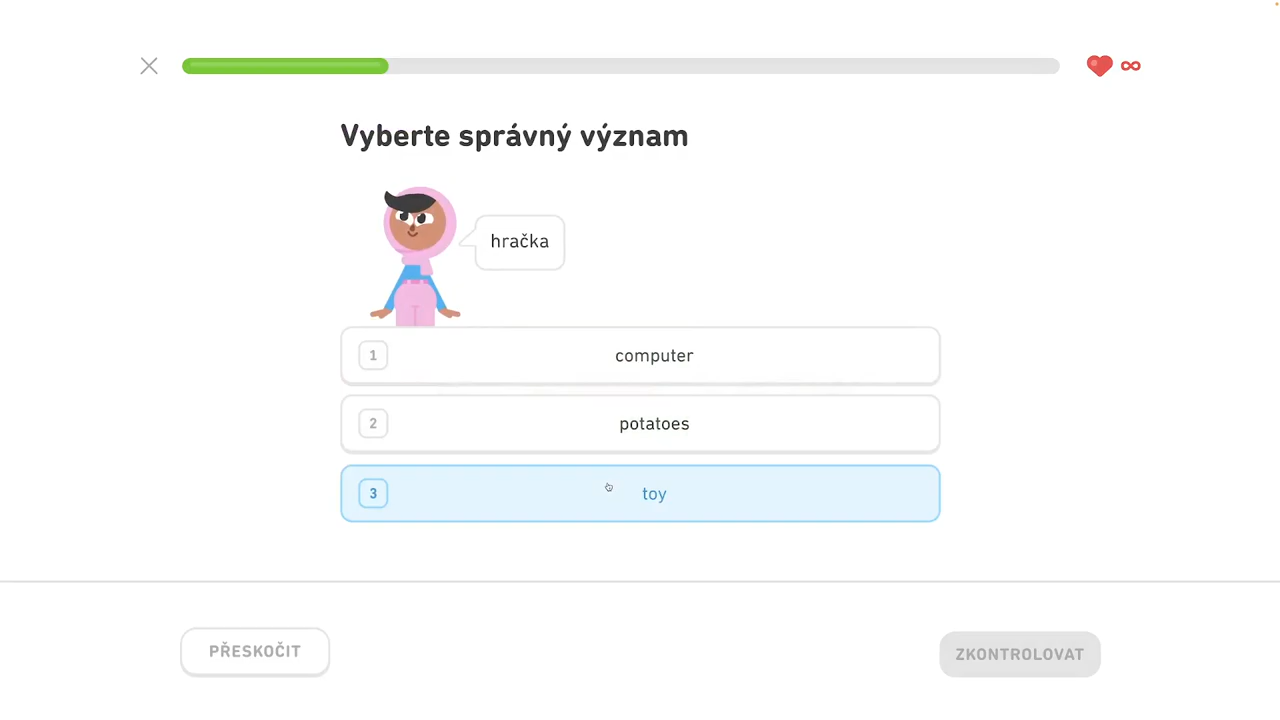 Vyberte správný význam
hračka
1 computer
2 potatoes
3 toy
PŘESKOČIT
ZKONTROLOVAT